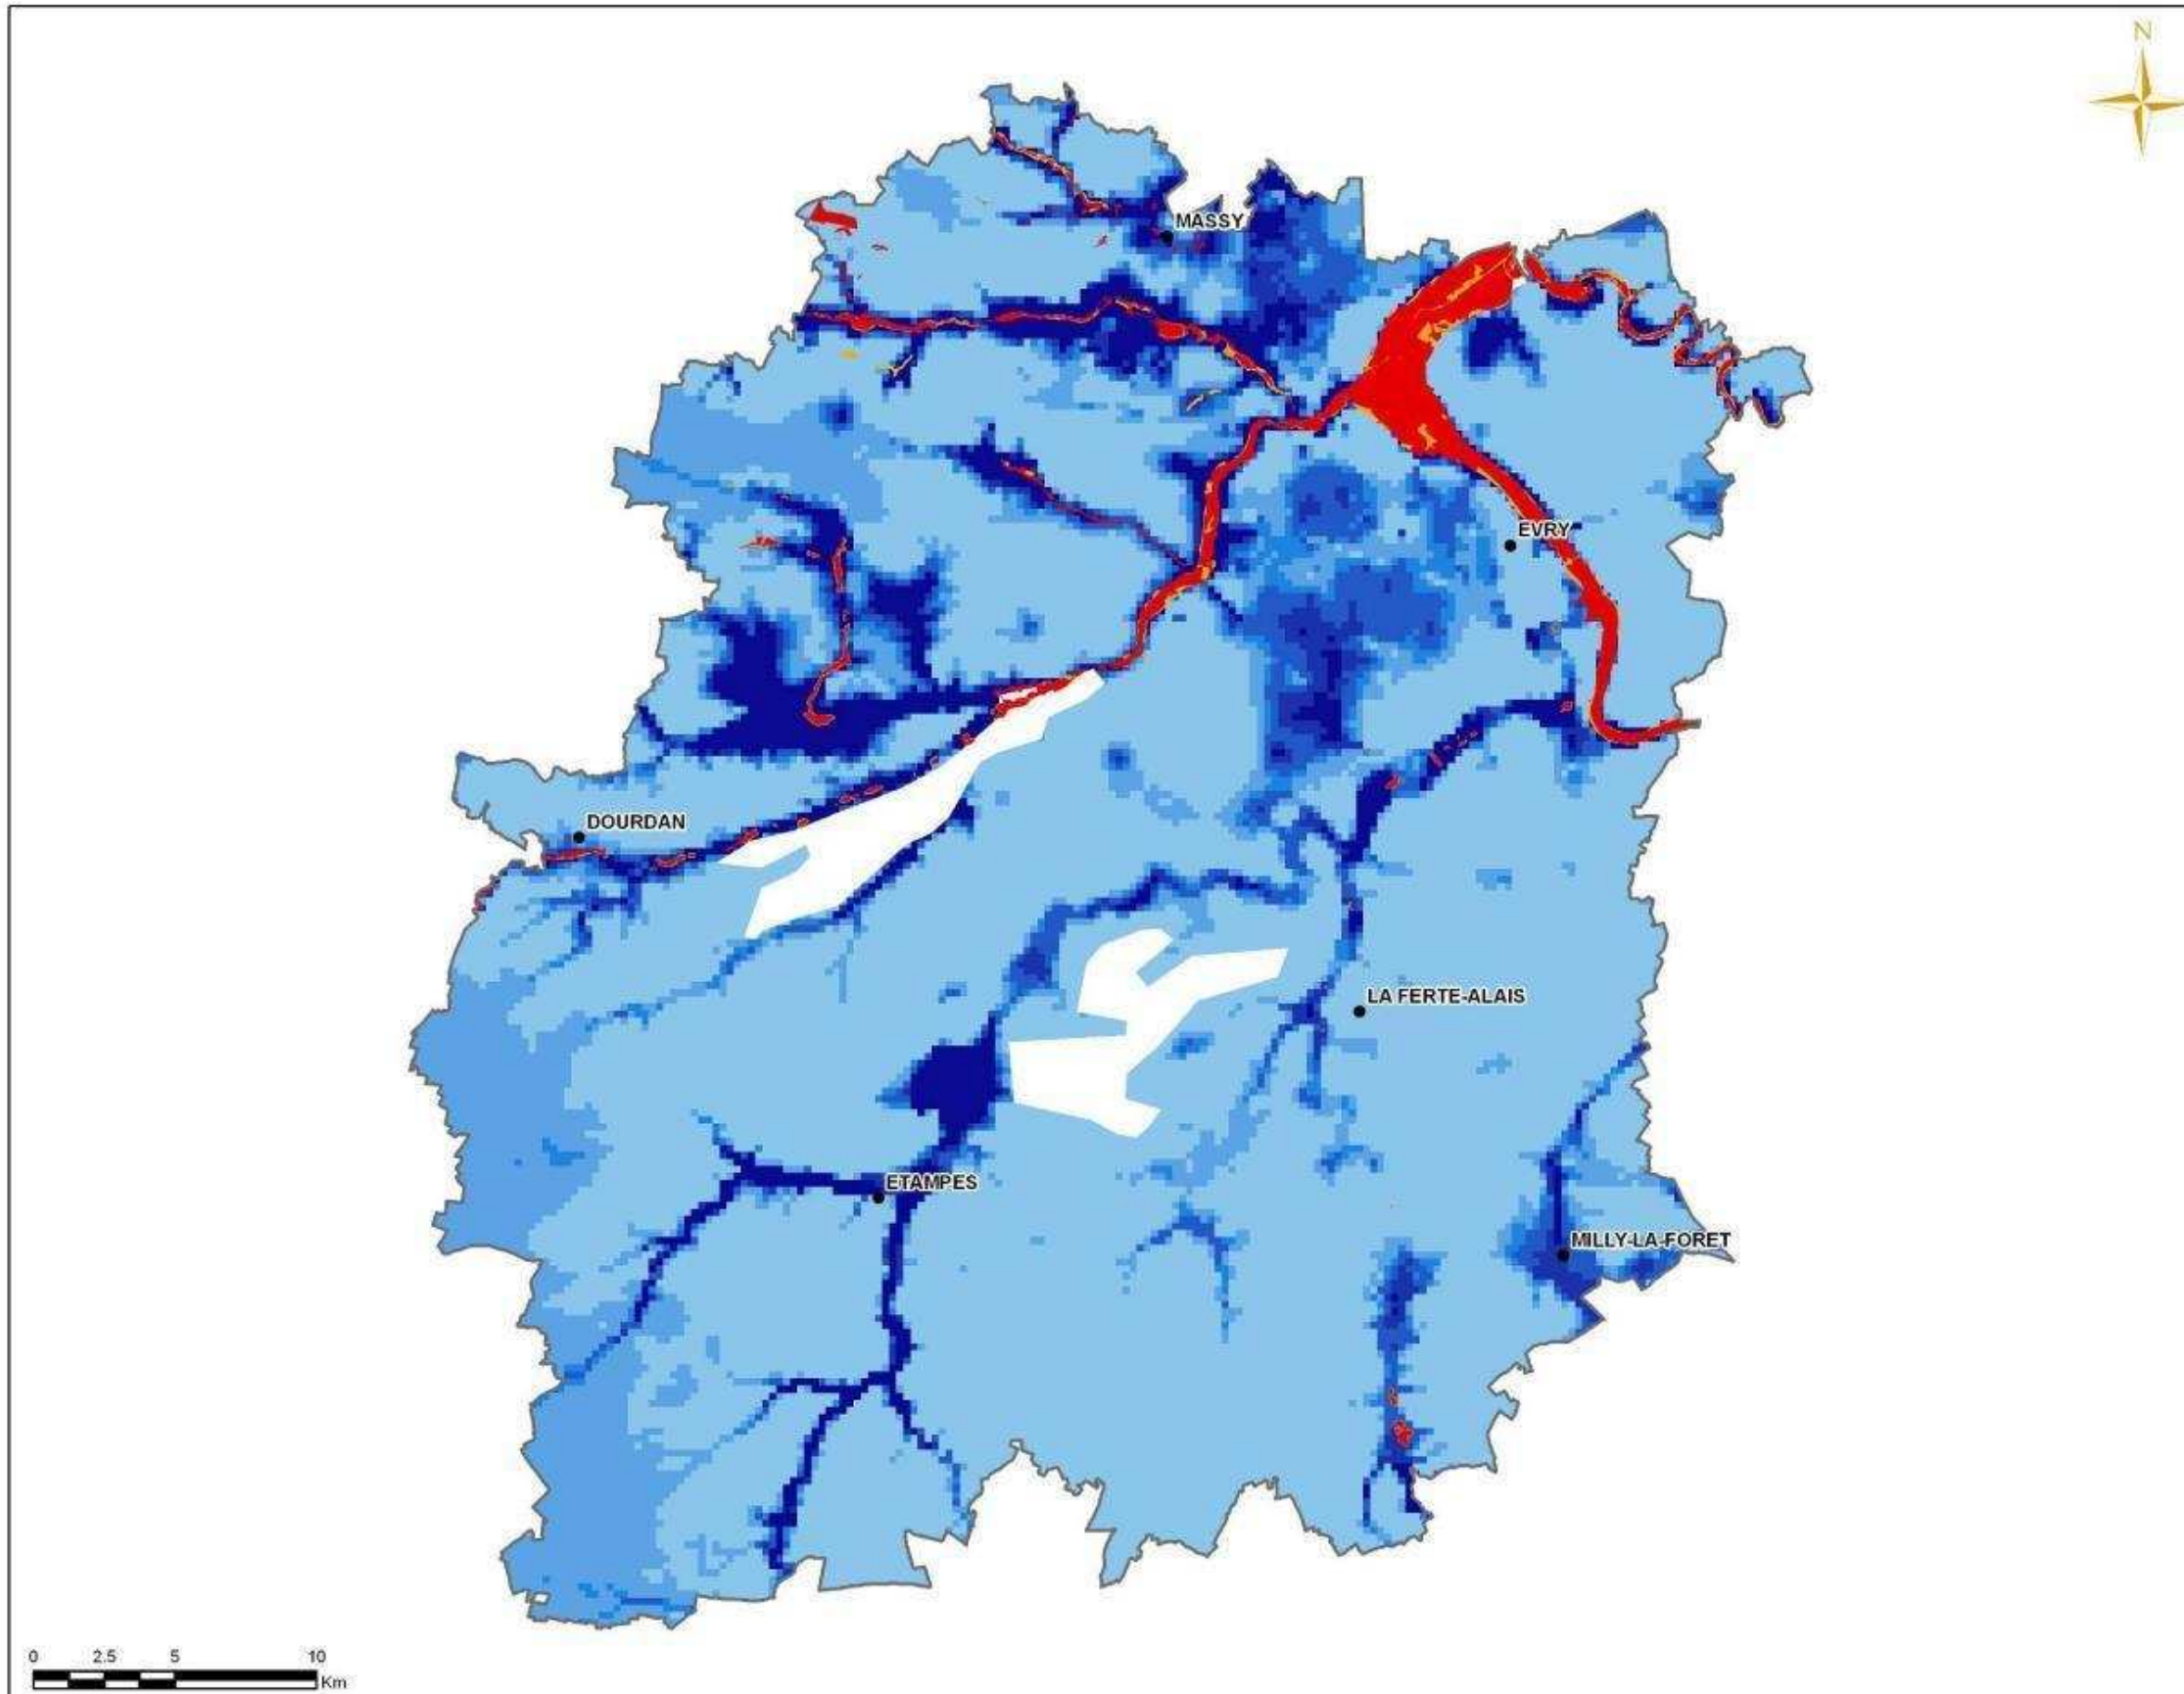 N
MASSY
EVRY
DOURDAN
LA FERTE-ALAIS
ETAMPES
MILLY-LA-FORET
0 2.5 5 10
Km